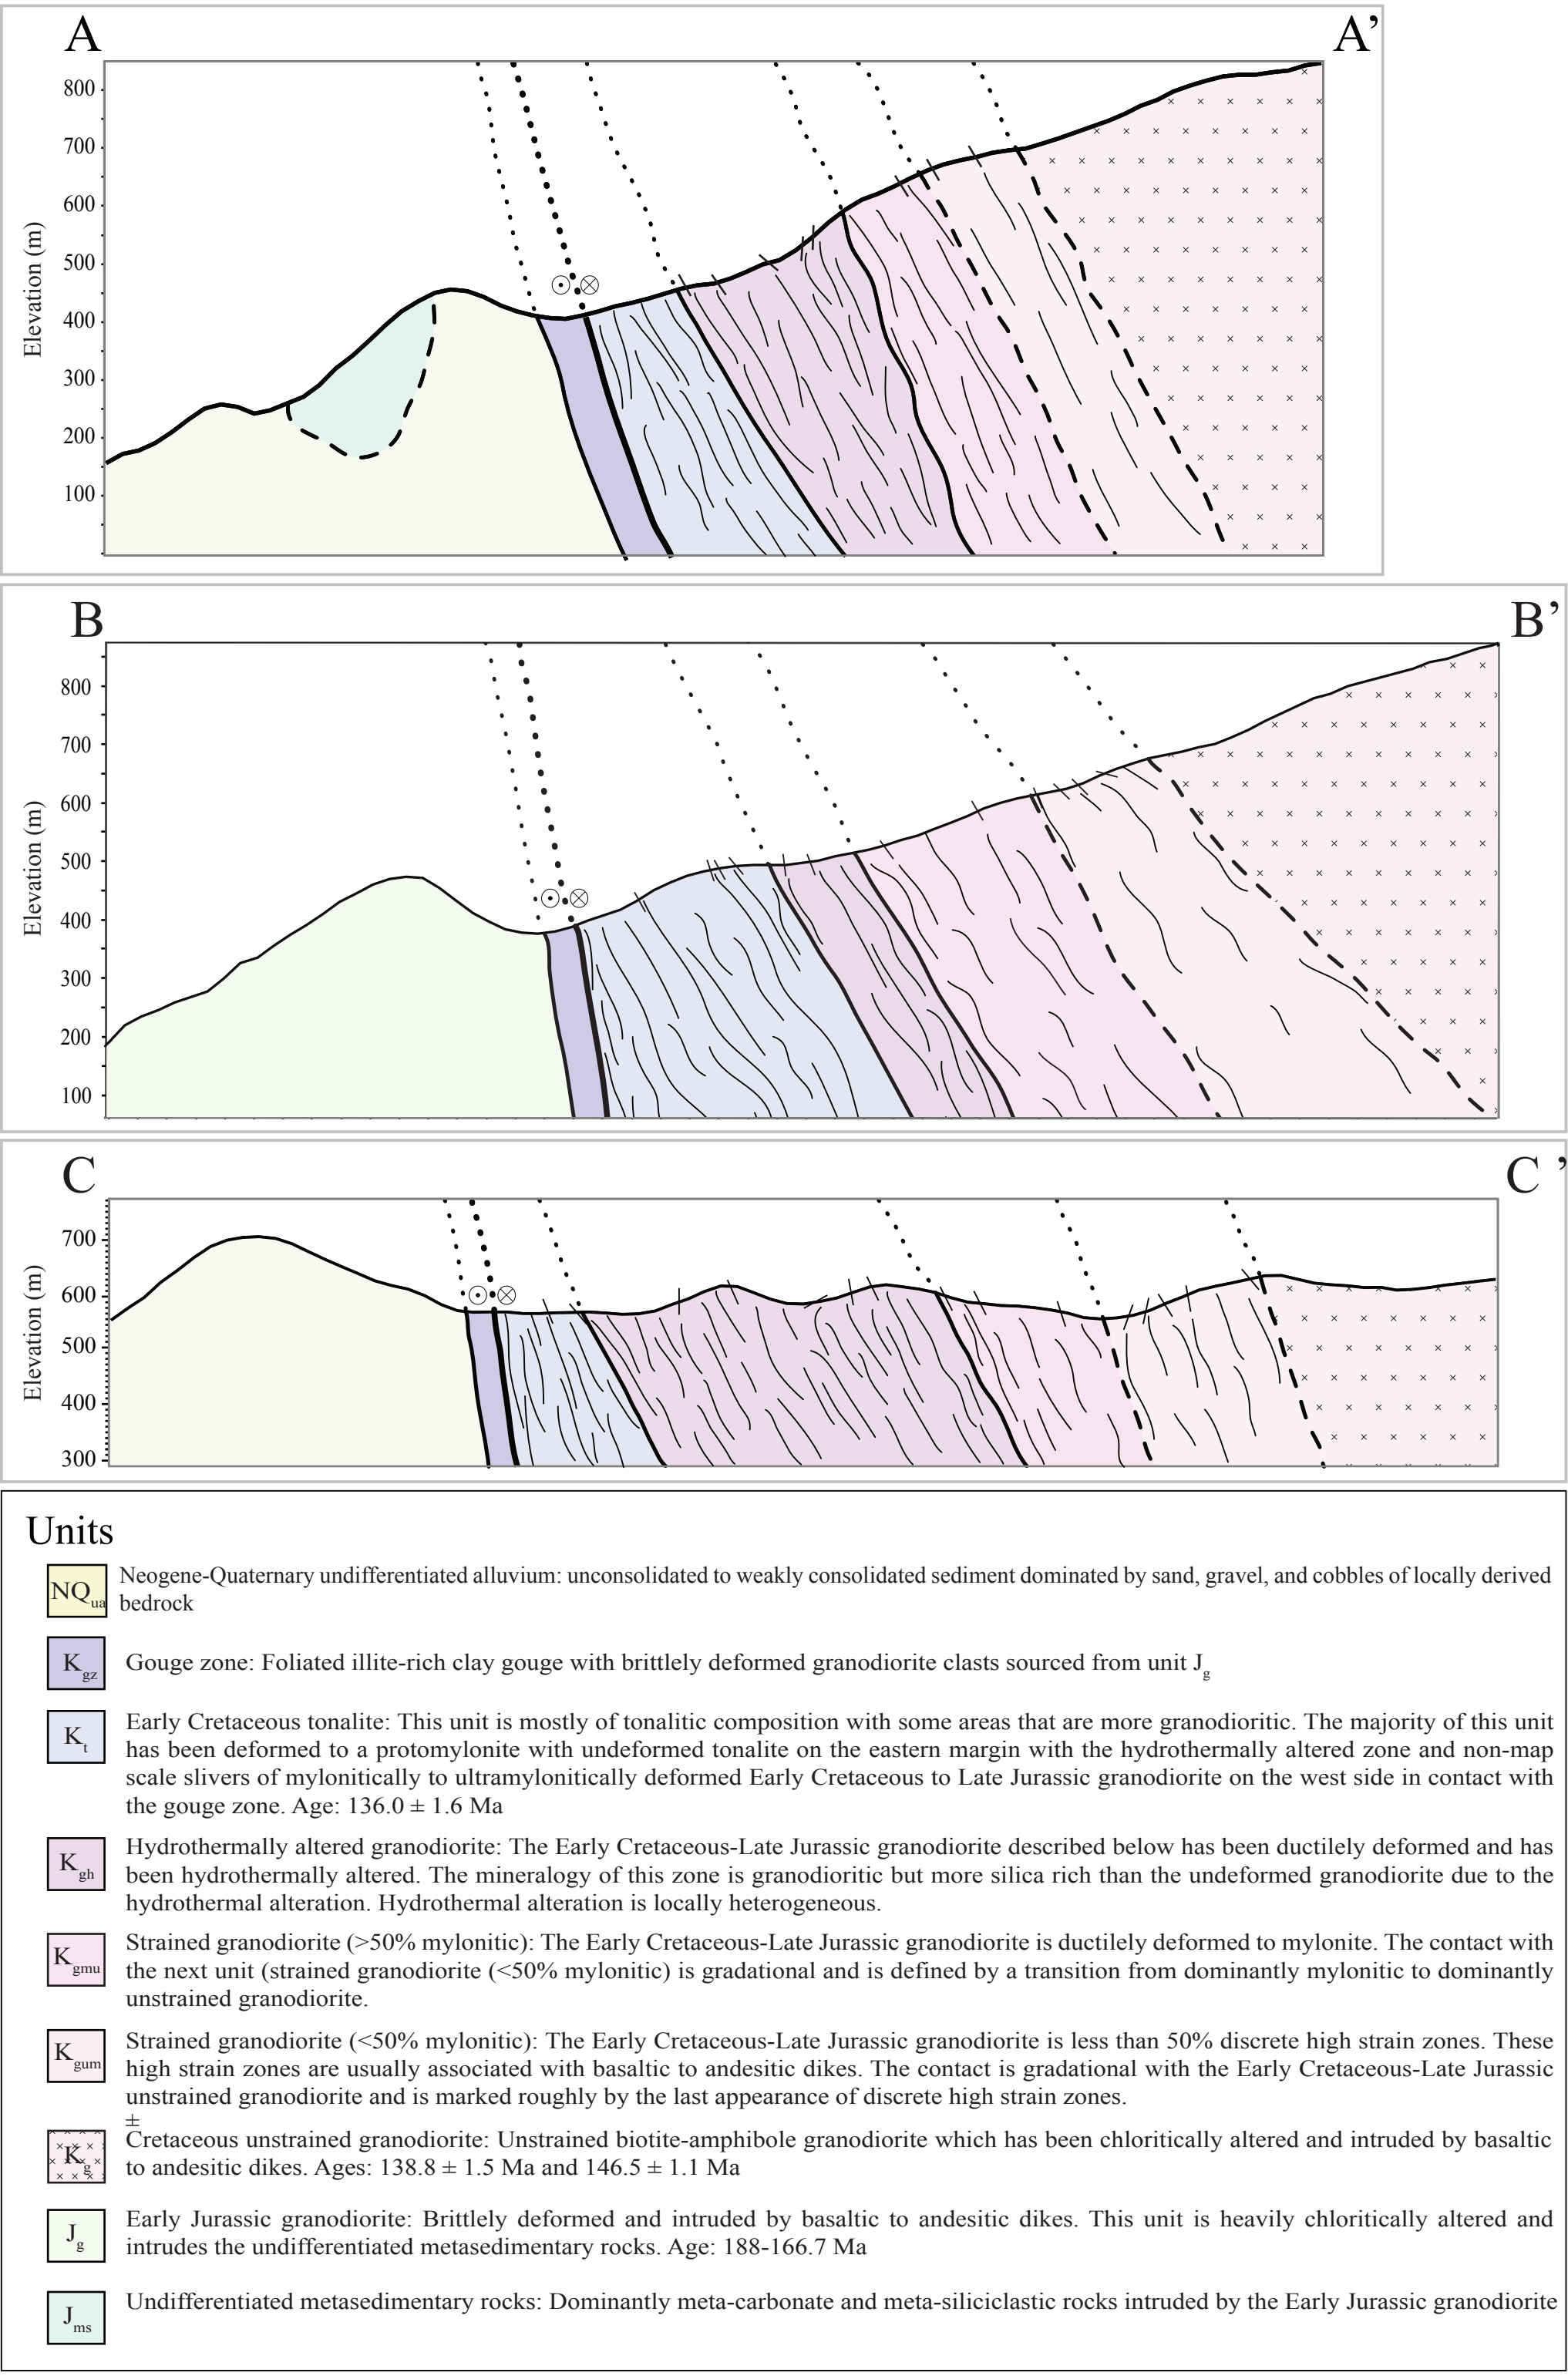 A A’
800
700
600
500
400
300
200
100
Elevation (m)
B B’
800
700
600
500
400
300
200
100
Elevation (m)
C C ’
700
600
500
400
300
Elevation (m)
Units
NQua
Neogene-Quaternary undifferentiated alluvium: unconsolidated to weakly consolidated sediment dominated by sand, gravel, and cobbles of locally derived
bedrock
Kgz
Gouge zone: Foliated illite-rich clay gouge with brittlely deformed granodiorite clasts sourced from unit Jg
Kt
Early Cretaceous tonalite: This unit is mostly of tonalitic composition with some areas that are more granodioritic. The majority of this unit
has been deformed to a protomylonite with undeformed tonalite on the eastern margin with the hydrothermally altered zone and non-map
scale slivers of mylonitically to ultramylonitically deformed Early Cretaceous to Late Jurassic granodiorite on the west side in contact with
the gouge zone. Age: 136.0 ± 1.6 Ma
Kgh
Hydrothermally altered granodiorite: The Early Cretaceous-Late Jurassic granodiorite described below has been ductilely deformed and has
been hydrothermally altered. The mineralogy of this zone is granodioritic but more silica rich than the undeformed granodiorite due to the
hydrothermal alteration. Hydrothermal alteration is locally heterogeneous.
Kgmu
Strained granodiorite (>50% mylonitic): The Early Cretaceous-Late Jurassic granodiorite is ductilely deformed to mylonite. The contact with
the next unit (strained granodiorite (<50% mylonitic) is gradational and is defined by a transition from dominantly mylonitic to dominantly
unstrained granodiorite.
Kgum
Strained granodiorite (<50% mylonitic): The Early Cretaceous-Late Jurassic granodiorite is less than 50% discrete high strain zones. These
high strain zones are usually associated with basaltic to andesitic dikes. The contact is gradational with the Early Cretaceous-Late Jurassic
unstrained granodiorite and is marked roughly by the last appearance of discrete high strain zones.
±
Kg
Cretaceous unstrained granodiorite: Unstrained biotite-amphibole granodiorite which has been chloritically altered and intruded by basaltic
to andesitic dikes. Ages: 138.8 ± 1.5 Ma and 146.5 ± 1.1 Ma
Jg
Early Jurassic granodiorite: Brittlely deformed and intruded by basaltic to andesitic dikes. This unit is heavily chloritically altered and
intrudes the undifferentiated metasedimentary rocks. Age: 188-166.7 Ma
Jms
Undifferentiated metasedimentary rocks: Dominantly meta-carbonate and meta-siliciclastic rocks intruded by the Early Jurassic granodiorite